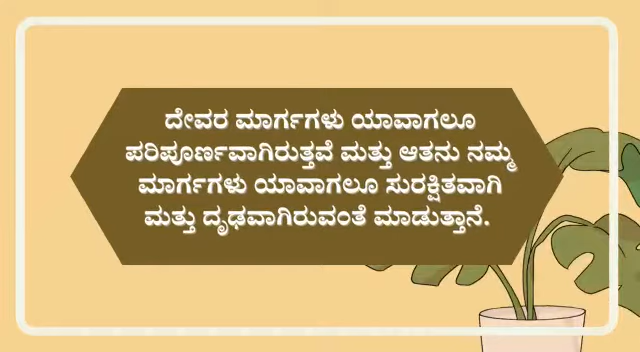 ದೇವರ ಮಾರ್ಗಗಳು ಯಾವಾಗಲೂ
ಪರಿಪೂರ್ಣವಾಗಿರುತ್ತವೆ ಮತ್ತು ಆತನು ನಮ್ಮ
ಮಾರ್ಗಗಳು ಯಾವಾಗಲೂ ಸುರಕ್ಷಿತವಾಗಿ
ಮತ್ತು ದೃಢವಾಗಿರುವಂತೆ ಮಾಡುತ್ತಾನೆ.